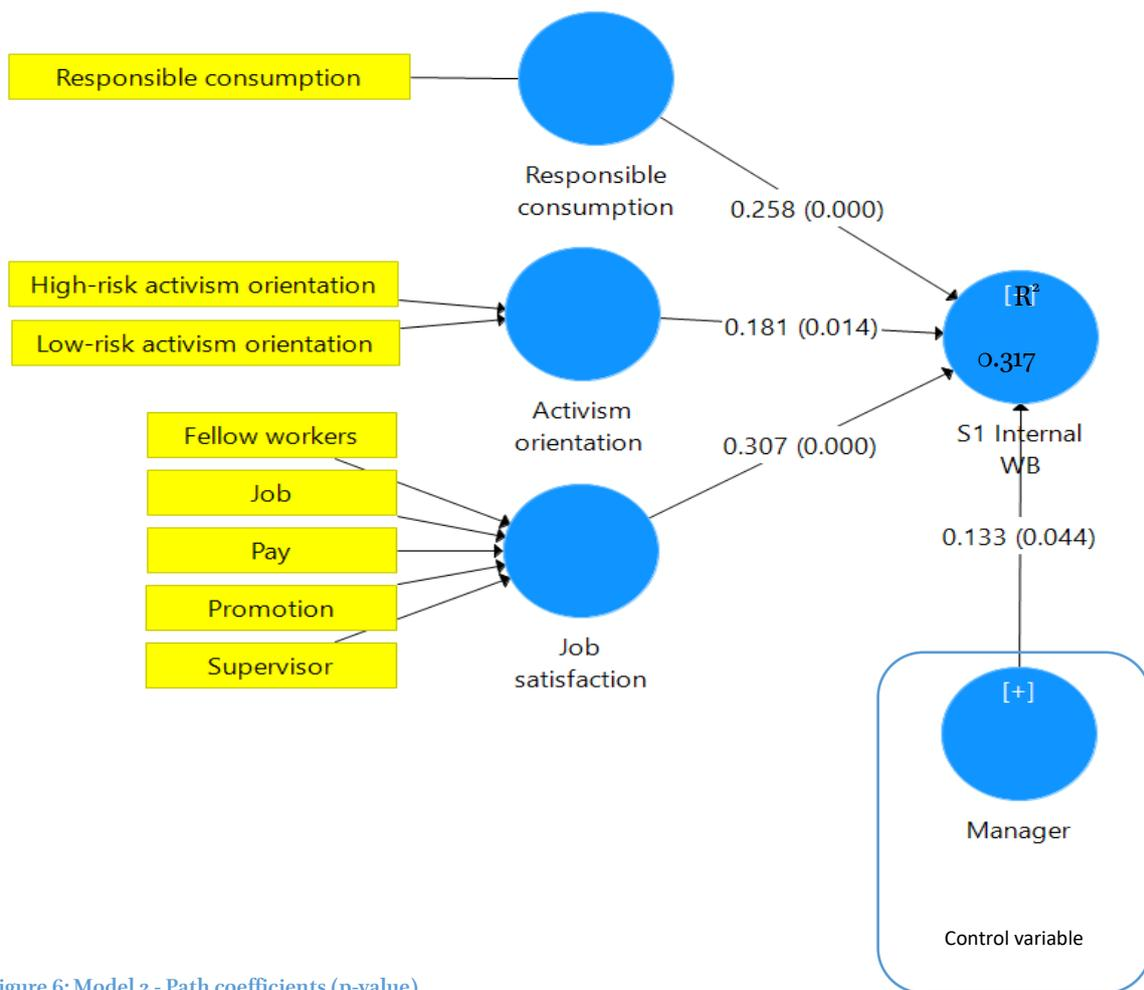 Responsible consumption
Responsible
consumption
0.258 (0.000)
High-risk activism orientation
Low-risk activism orientation
Activism
orientation
0.181 (0.014)
R²
0.317
S1 Internal
WB
Fellow workers
Job
Pay
Promotion
Supervisor
Job
satisfaction
0.307 (0.000)
0.133 (0.044)
[+]
Manager
Control variable
igure 6: Model 2 - Path coefficients (p-value)